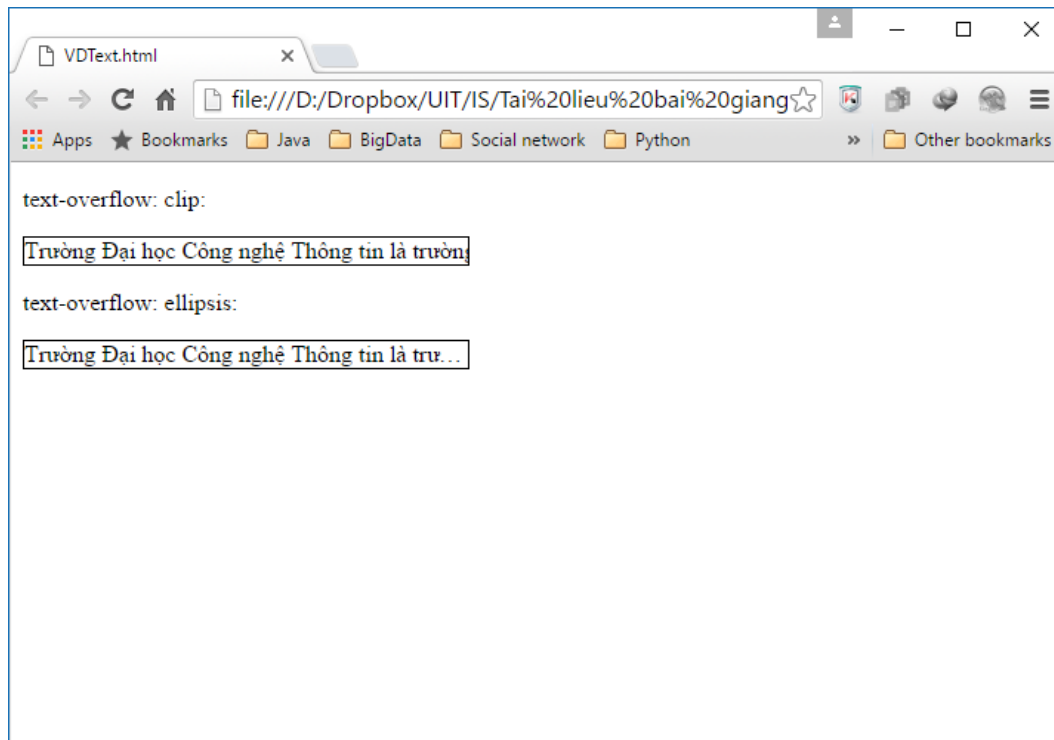 VDText.html
file:///D:/Dropbox/UIT/IS/Tai%20lieu%20bai%20giang
Apps Bookmarks Java BigData Social network Python » Other bookmarks
text-overflow: clip:
Trường Đại học Công nghệ Thông tin là trường
text-overflow: ellipsis:
Trường Đại học Công nghệ Thông tin là trư…